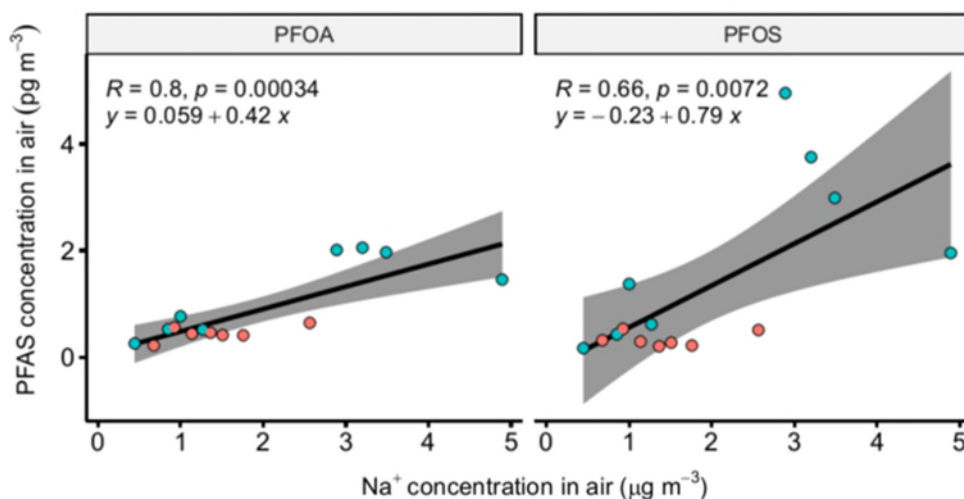 PFOA
PFOS
R = 0.8, p = 0.00034
y = 0.059 + 0.42 x
R = 0.66, p = 0.0072
y = − 0.23 + 0.79 x
PFAS concentration in air (pg m⁻³)
4
2
0
0 1 2 3 4 5
0 1 2 3 4 5
Na⁺ concentration in air (μg m⁻³)